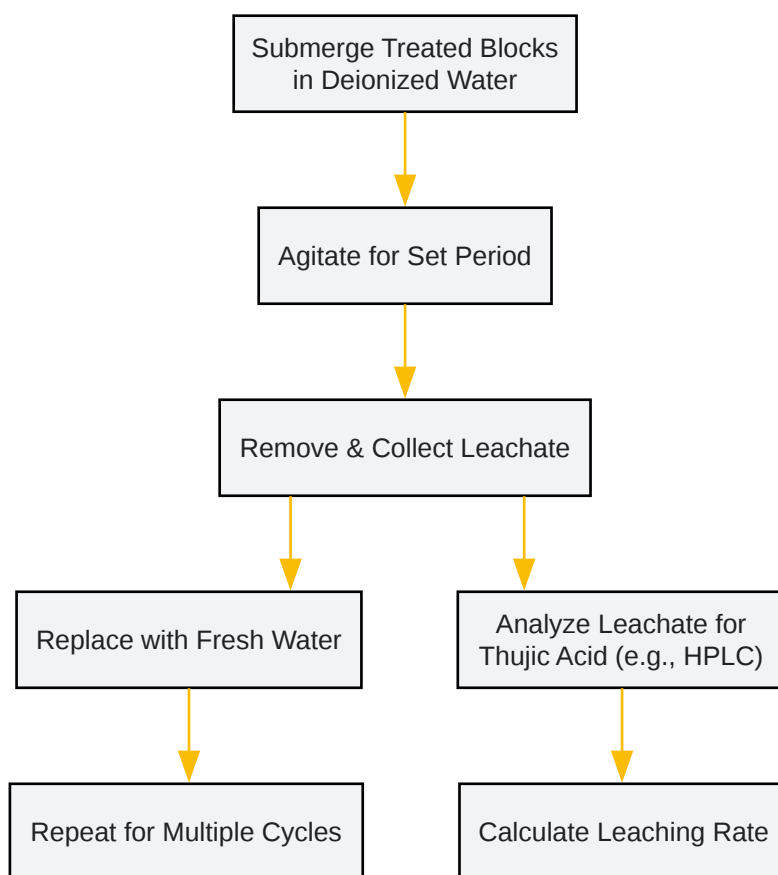 Submerge Treated Blocks
in Deionized Water
Agitate for Set Period
Remove & Collect Leachate
Replace with Fresh Water
Analyze Leachate for
Thujic Acid (e.g., HPLC)
Repeat for Multiple Cycles
Calculate Leaching Rate